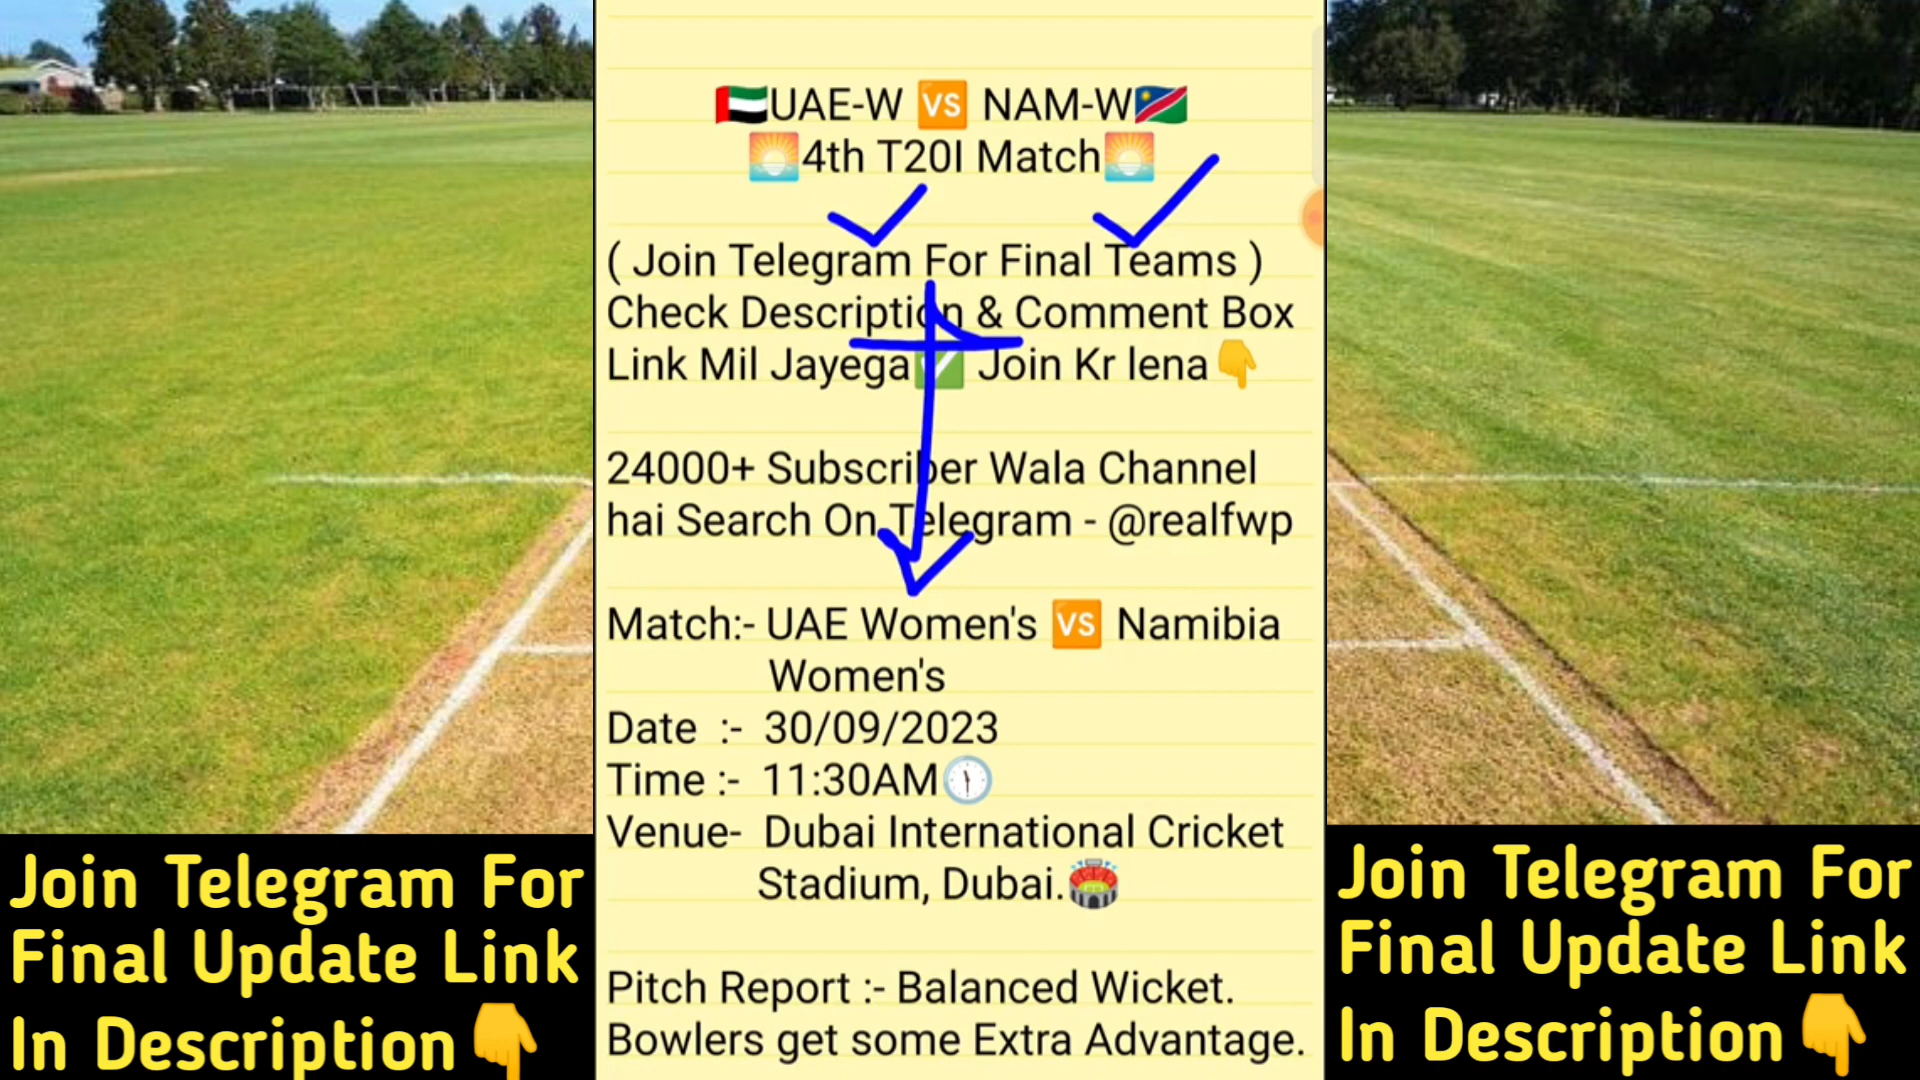 🇦🇪UAE-W 🆚 NAM-W🇳🇦
🌅4th T20I Match🌅
( Join Telegram For Final Teams )
Check Description & Comment Box
Link Mil Jayega✅ Join Kr lena👇
24000+ Subscriber Wala Channel
hai Search On Telegram - @realfwp
Match:- UAE Women's 🆚 Namibia
Women's
Date :- 30/09/2023
Time :- 11:30AM🕦
Venue- Dubai International Cricket
Stadium, Dubai.🏟
Pitch Report :- Balanced Wicket.
Bowlers get some Extra Advantage.
Join Telegram For
Final Update Link
In Description👇
Join Telegram For
Final Update Link
In Description👇